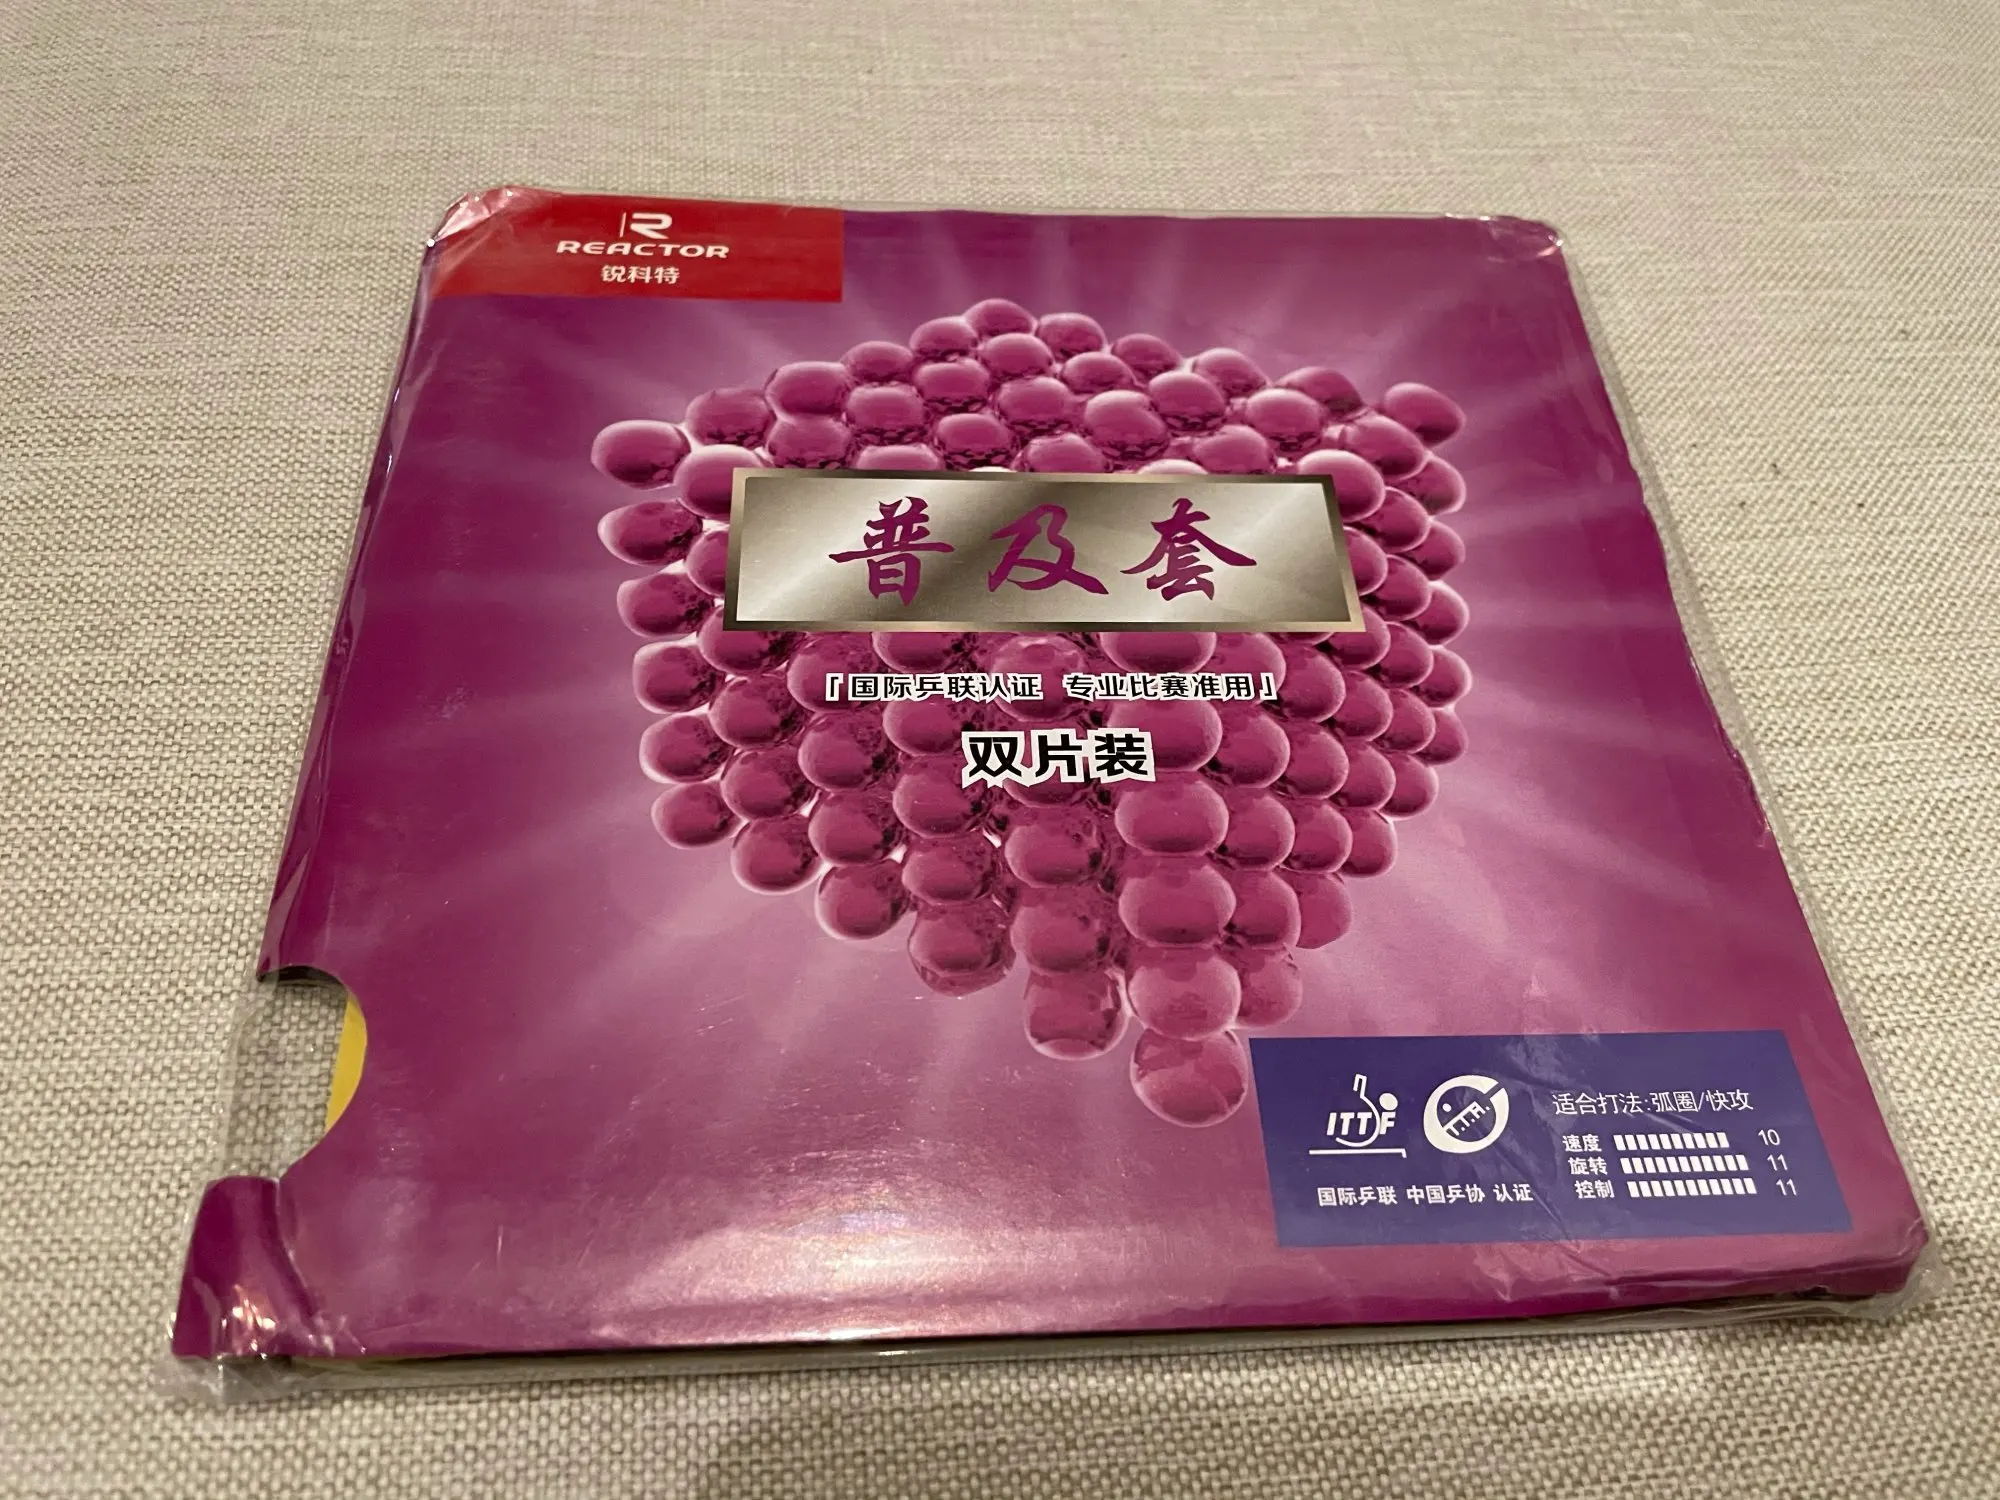 R
REACTOR
锐科特
普及套
「国际乒联认证 专业比赛准用」
双片装
ITTF
C.T.T.A.
国际乒联 中国乒协 认证
适合打法:弧圈/快攻
速度 10
旋转 11
控制 11